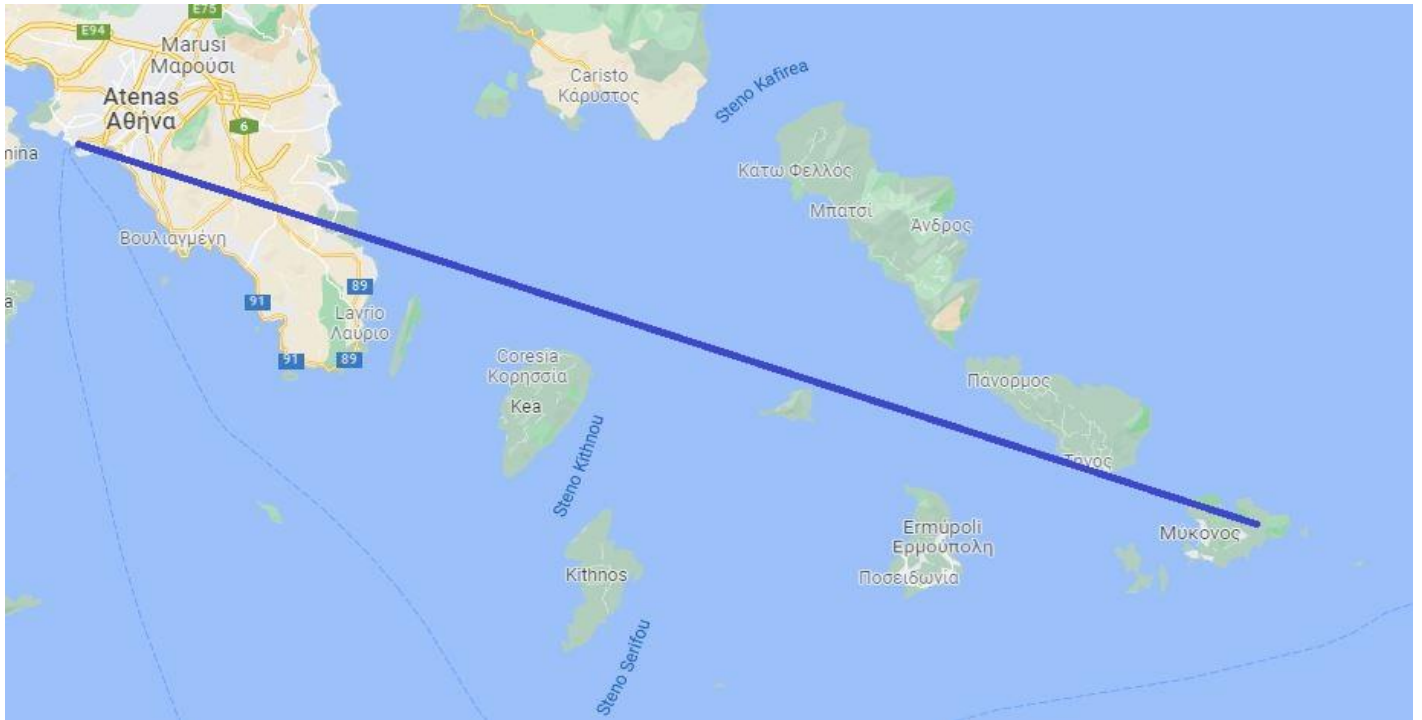 E75
E94
Marusi
Μαρούσι
Atenas
Αθήνα
6
mina
Caristo
Κάρυστος
Steno Kafirea
Κάτω Φελλός
Μπατσί
Άνδρος
Βουλιαγμένη
a
91
89
Lavrio
Λαύριο
91
89
Coresia
Κορησσία
Kea
Πάνορμος
Steno Kithnou
Τήνος
Ermúpoli
Ερμούπολη
Μύκονος
Kithnos
Ποσειδωνία
Steno Serifou